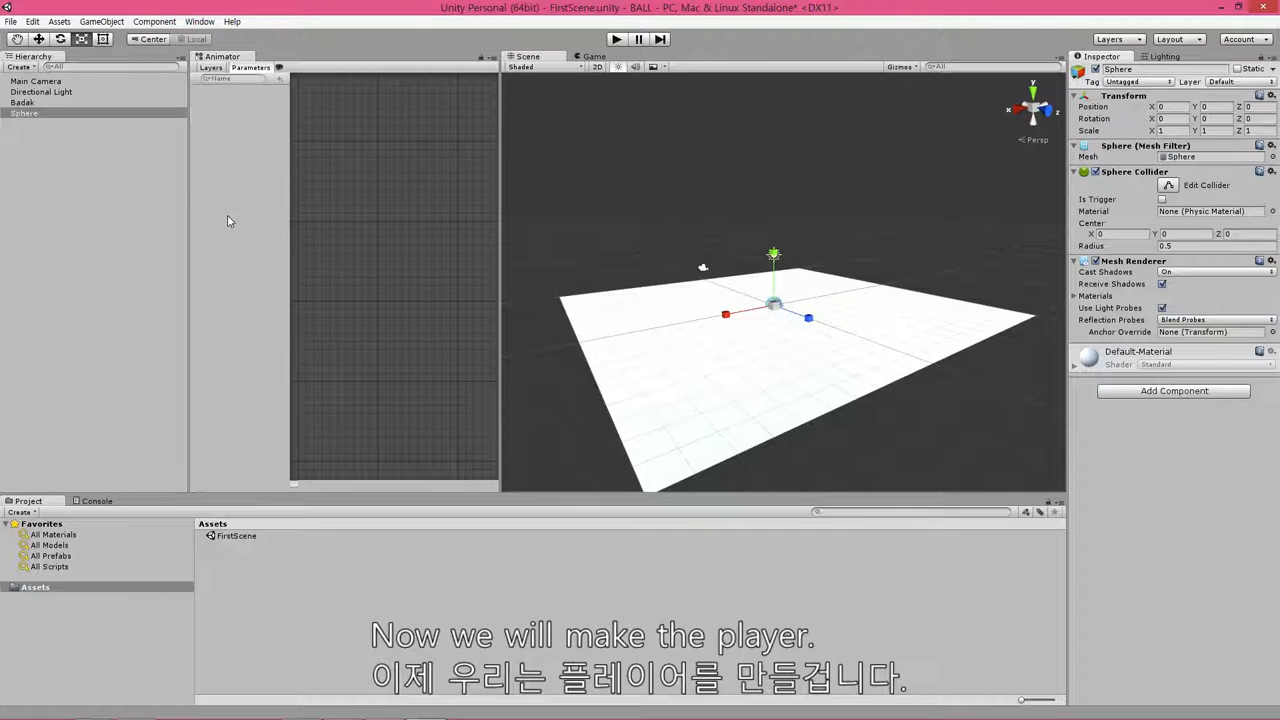 Unity Personal (64bit) - FirstScene.unity - BALL - PC, Mac & Linux Standalone* <DX11>
File Edit Assets GameObject Component Window Help
Center Local Layers Layout Account
Hierarchy Animator Scene Game Inspector Lighting
Create All Layers Parameters Shaded 2D Gizmos All Sphere Static
Name Tag Untagged Layer Default
Main Camera
Directional Light
Badak
Sphere
y
x
z
Persp
Transform
Position X 0 Y 0 Z 0
Rotation X 0 Y 0 Z 0
Scale X 1 Y 1 Z 1
Sphere (Mesh Filter)
Mesh Sphere
Sphere Collider
Edit Collider
Is Trigger
Material None (Physic Material)
Center
X 0 Y 0 Z 0
Radius 0.5
Mesh Renderer
Cast Shadows On
Receive Shadows
Materials
Use Light Probes
Reflection Probes Blend Probes
Anchor Override None (Transform)
Default-Material
Shader Standard
Add Component
Project Console
Create
Favorites
All Materials
All Models
All Prefabs
All Scripts
Assets
Assets
FirstScene
Now we will make the player.
이제 우리는 플레이어를 만들겁니다.